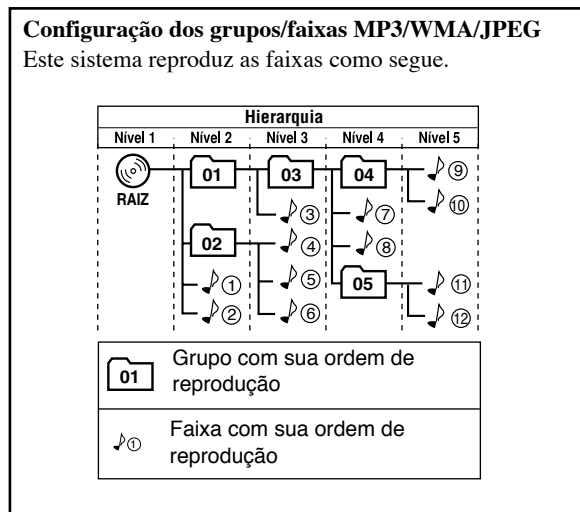 Configuração dos grupos/faixas MP3/WMA/JPEG
Este sistema reproduz as faixas como segue.
Hierarquia
Nível 1 Nível 2 Nível 3 Nível 4 Nível 5
01 03 04 ⑨
RAIZ ③ ⑦ ⑩
02 ④ ⑧
① ⑤ 05 ⑪
② ⑥ ⑫
01 Grupo com sua ordem de
reprodução
① Faixa com sua ordem de
reprodução